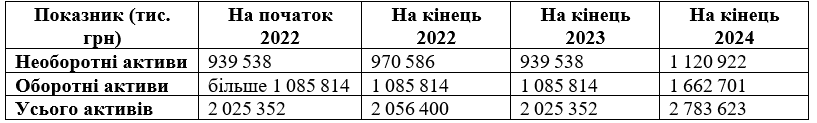 Показник (тис. грн) На початок 2022 На кінець 2022 На кінець 2023 На кінець 2024
Необоротні активи 939 538 970 586 939 538 1 120 922
Оборотні активи більше 1 085 814 1 085 814 1 085 814 1 662 701
Усього активів 2 025 352 2 056 400 2 025 352 2 783 623